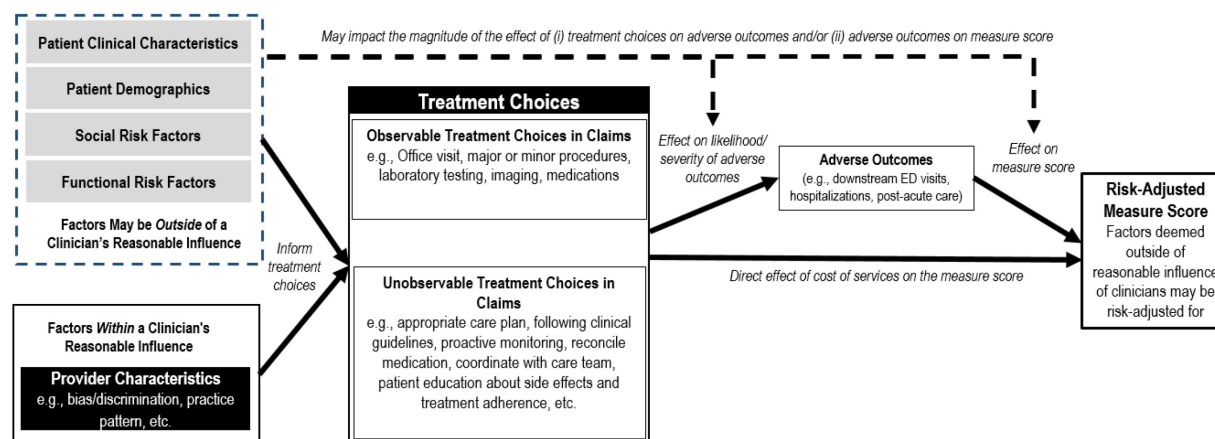 Patient Clinical Characteristics
Patient Demographics
Social Risk Factors
Functional Risk Factors
Factors May be Outside of a
Clinician's Reasonable Influence
Factors Within a Clinician's
Reasonable Influence
Provider Characteristics
e.g., bias/discrimination, practice
pattern, etc.
Inform
treatment
choices
May impact the magnitude of the effect of (i) treatment choices on adverse outcomes and/or (ii) adverse outcomes on measure score
Treatment Choices
Observable Treatment Choices in Claims
e.g., Office visit, major or minor procedures,
laboratory testing, imaging, medications
Unobservable Treatment Choices in
Claims
e.g., appropriate care plan, following clinical
guidelines, proactive monitoring, reconcile
medication, coordinate with care team,
patient education about side effects and
treatment adherence, etc.
Effect on likelihood/
severity of adverse
outcomes
Adverse Outcomes
(e.g., downstream ED visits,
hospitalizations, post-acute care)
Effect on
measure score
Direct effect of cost of services on the measure score
Risk-Adjusted
Measure Score
Factors deemed
outside of
reasonable influence
of clinicians may be
risk-adjusted for